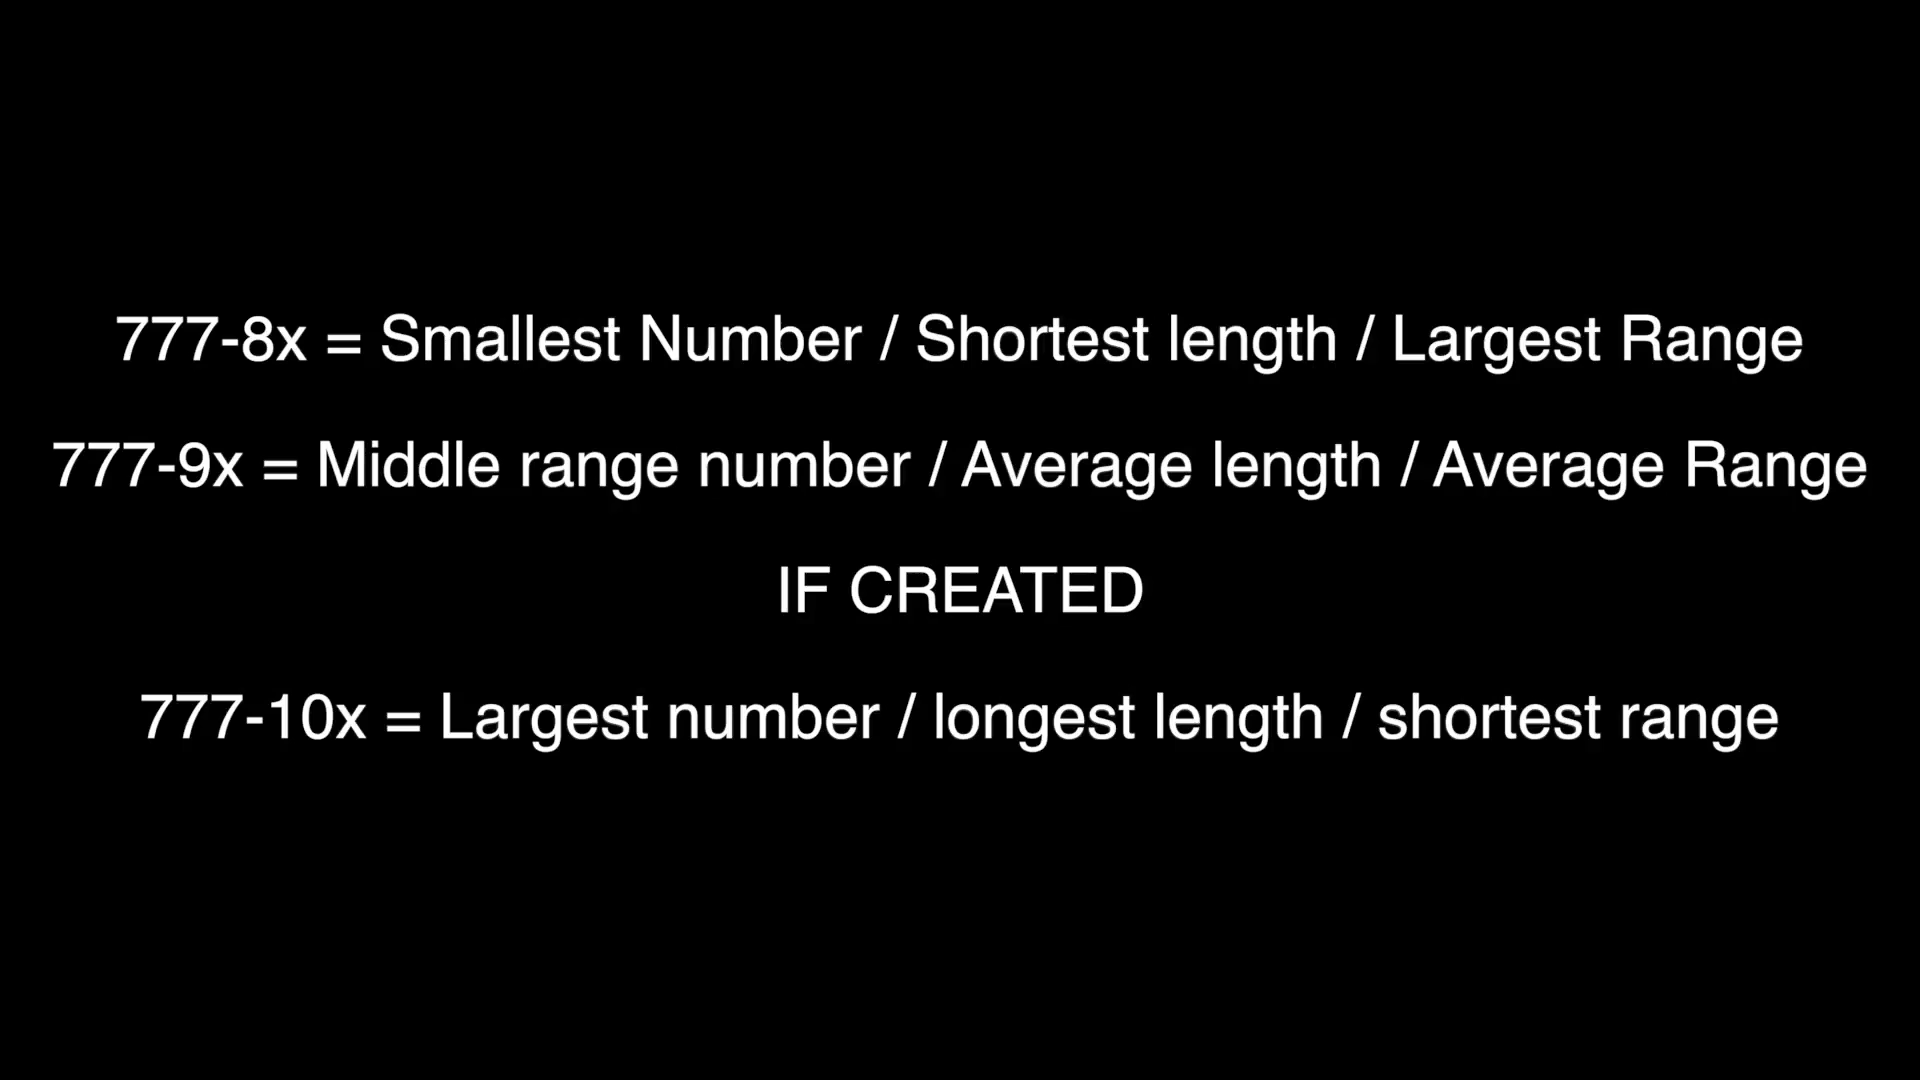 777-8x = Smallest Number / Shortest length / Largest Range
777-9x = Middle range number / Average length / Average Range
IF CREATED
777-10x = Largest number / longest length / shortest range